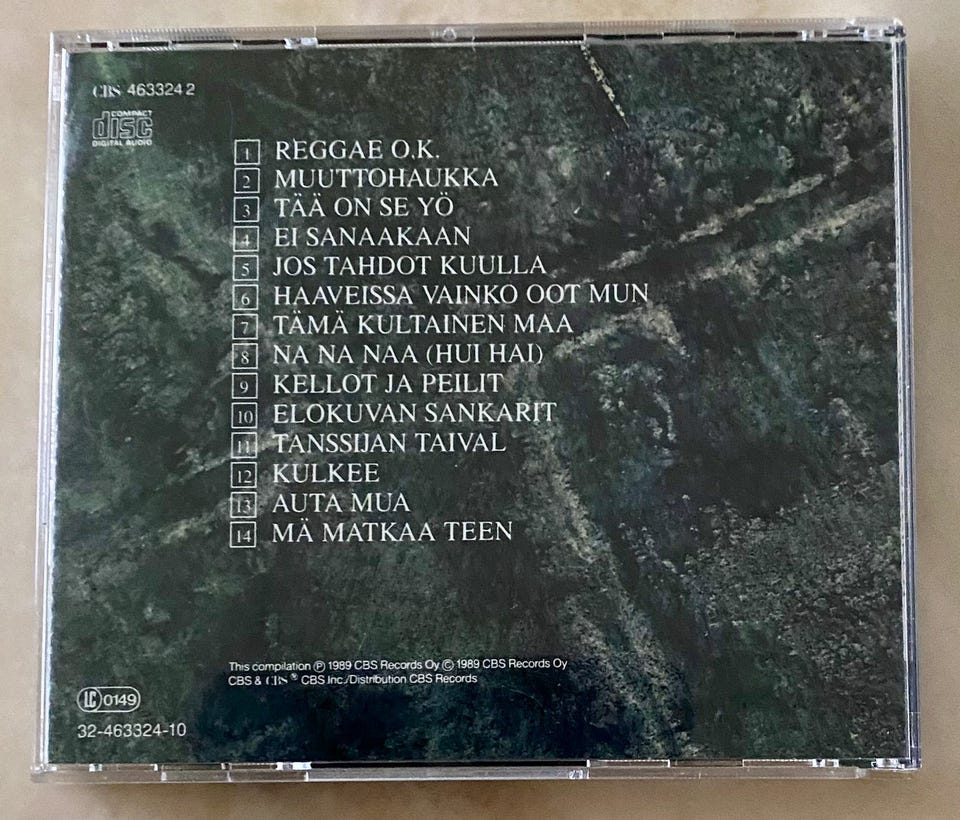 CBS 463324 2
COMPACT
disc
DIGITAL AUDIO
1 REGGAE O.K.
2 MUUTTOHAUKKA
3 TÄÄ ON SE YÖ
4 EI SANAAKAAN
5 JOS TAHDOT KUULLA
6 HAAVEISSA VAINKO OOT MUN
7 TÄMÄ KULTAINEN MAA
8 NA NA NAA (HUI HAI)
9 KELLOT JA PEILIT
10 ELOKUVAN SANKARIT
11 TANSSIJAN TAIVAL
12 KULKEE
13 AUTA MUA
14 MÄ MATKAA TEEN
This compilation Ⓟ 1989 CBS Records Oy © 1989 CBS Records Oy
CBS & CBS ® CBS Inc./Distribution CBS Records
LC 0149
32-463324-10